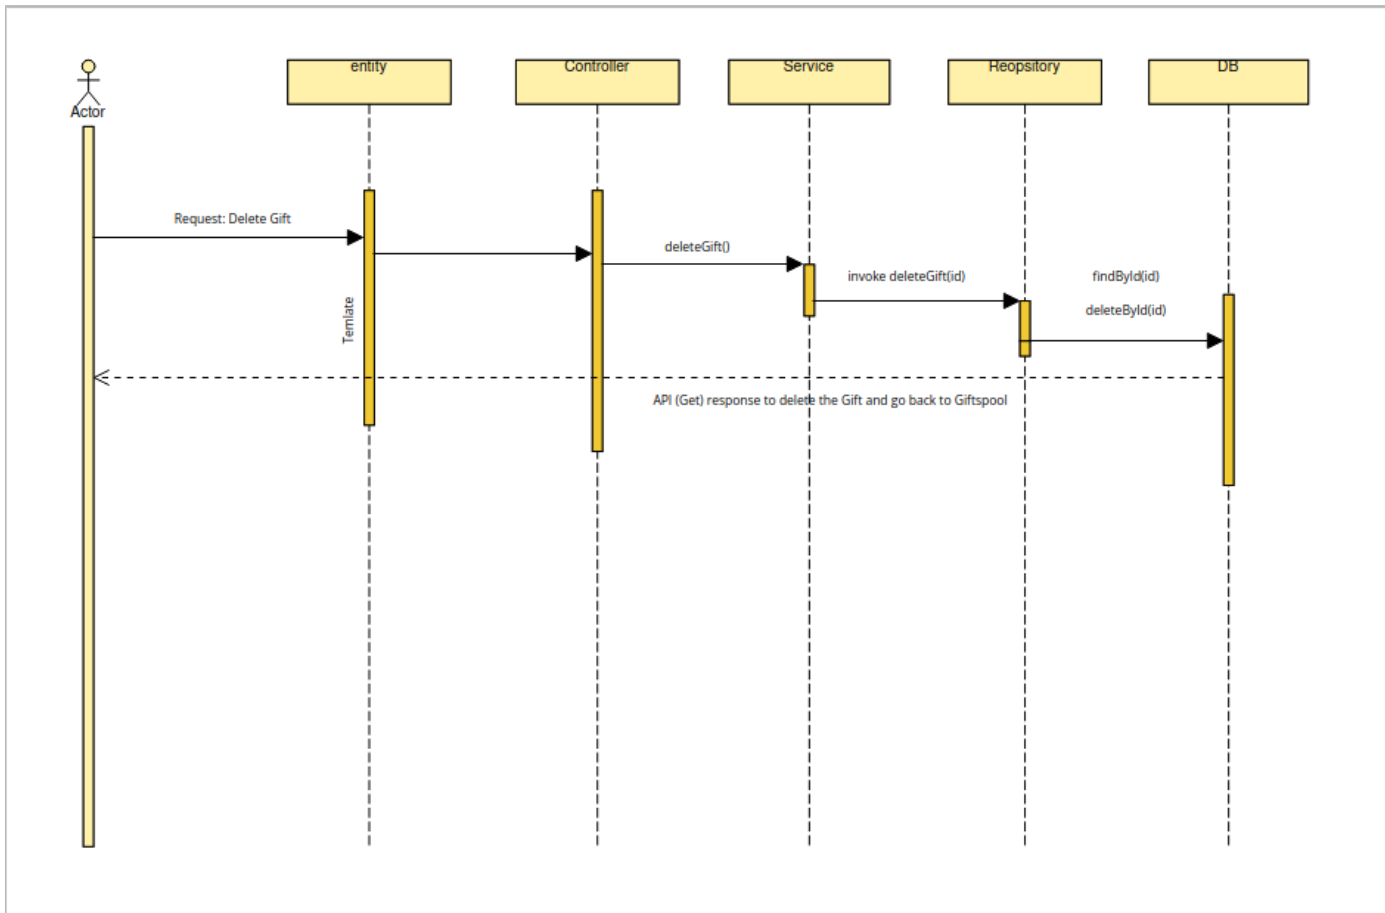 entity
Controller
Service
Reopsitory
DB
Actor
Request: Delete Gift
deleteGift()
invoke deleteGift(id)
findById(id)
deleteById(id)
Temlate
API (Get) response to delete the Gift and go back to Giftspool